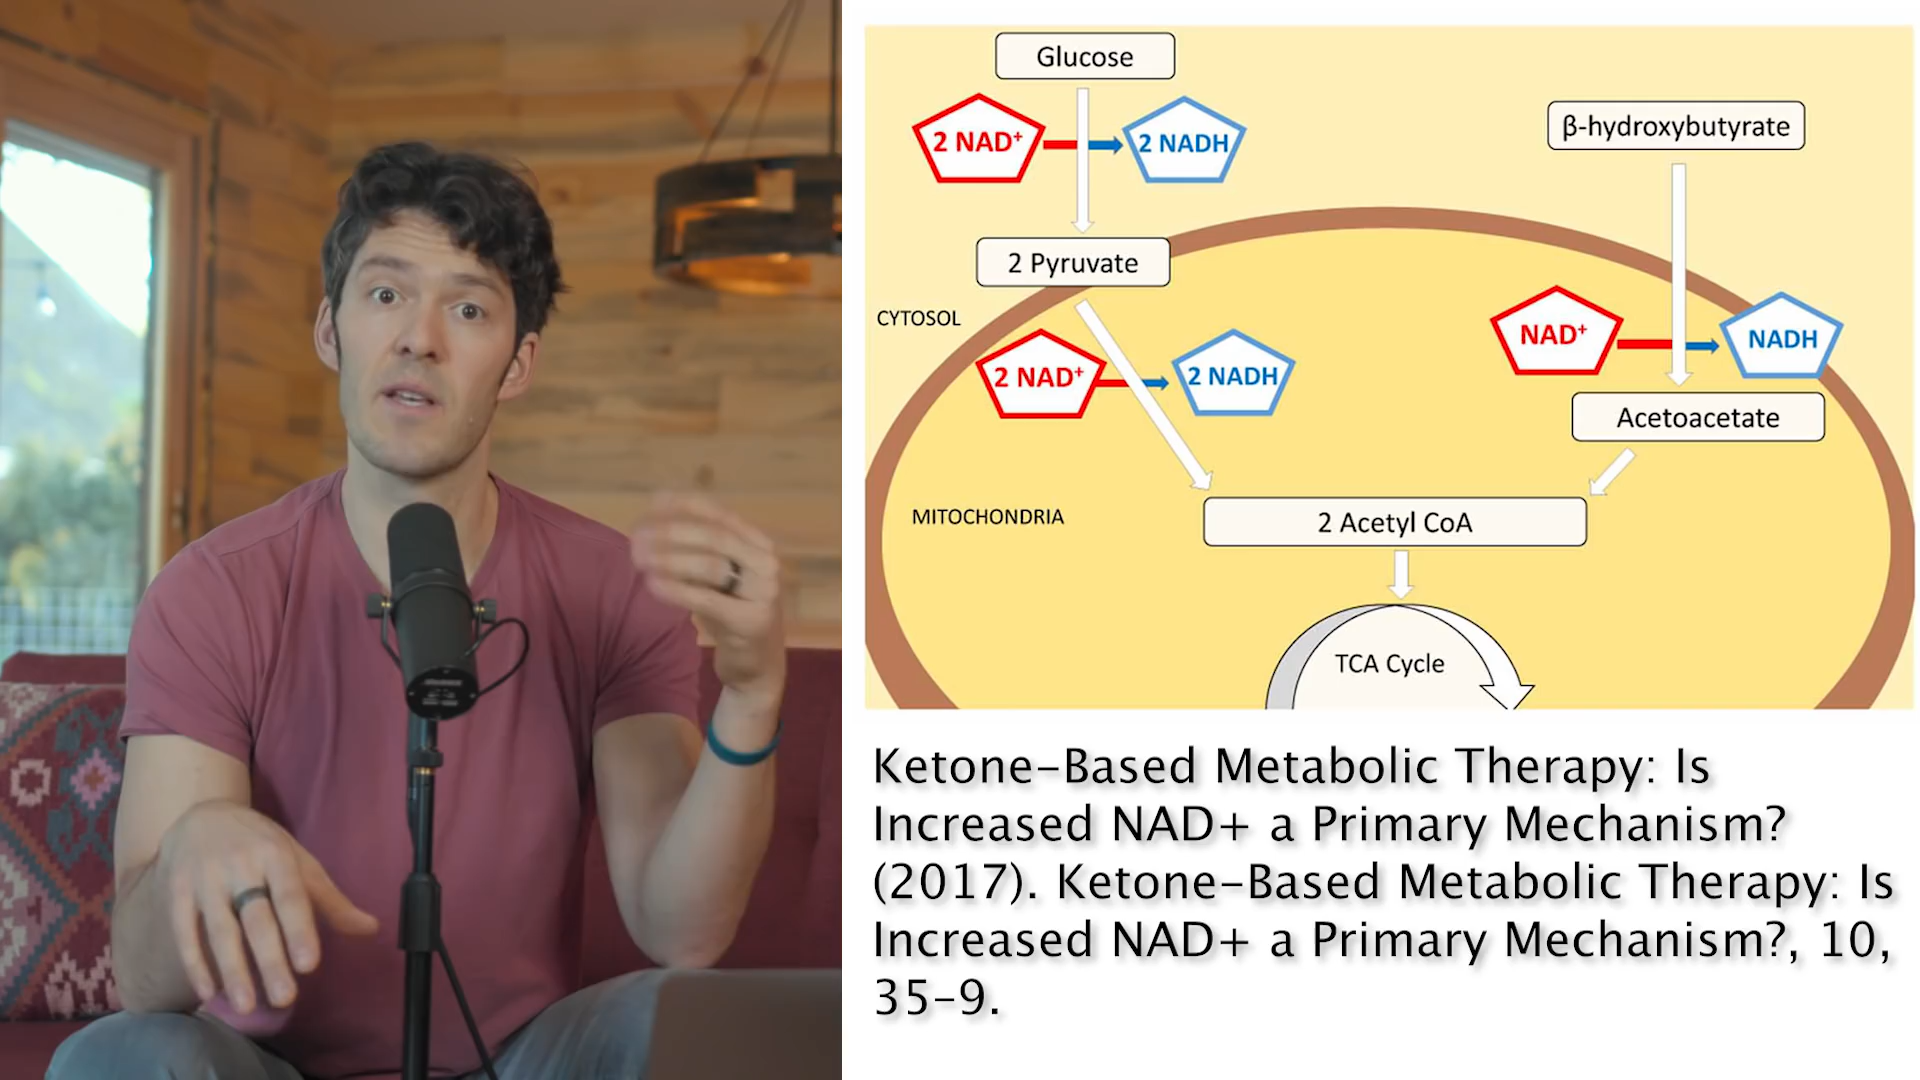 Glucose
2 NAD⁺
2 NADH
β-hydroxybutyrate
2 Pyruvate
CYTOSOL
NAD⁺
NADH
2 NAD⁺
2 NADH
Acetoacetate
MITOCHONDRIA
2 Acetyl CoA
TCA Cycle
Ketone-Based Metabolic Therapy: Is
Increased NAD+ a Primary Mechanism?
(2017). Ketone-Based Metabolic Therapy: Is
Increased NAD+ a Primary Mechanism?, 10,
35-9.